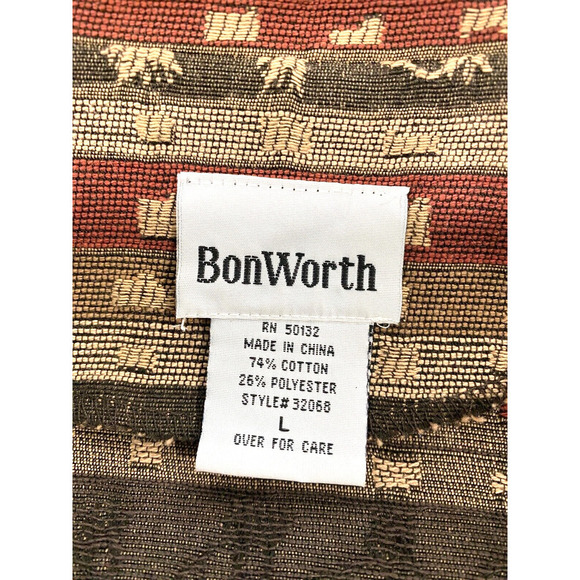 BonWorth
RN 50132
MADE IN CHINA
74% COTTON
26% POLYESTER
STYLE# 32068
L
OVER FOR CARE